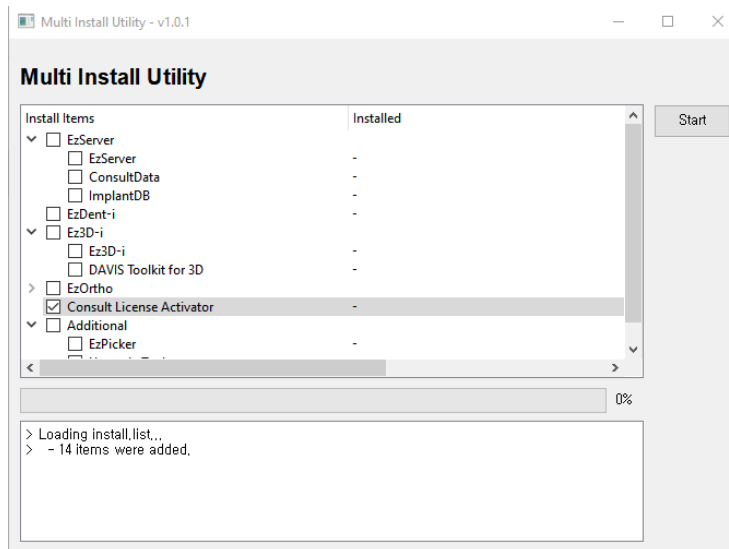 Multi Install Utility - v1.0.1
Multi Install Utility
Install Items Installed
Start
EzServer
EzServer -
ConsultData -
ImplantDB -
EzDent-i -
Ez3D-i
Ez3D-i -
DAVIS Toolkit for 3D -
EzOrtho
Consult License Activator -
Additional
EzPicker -
0%
> Loading install,list,,,
> - 14 items were added,